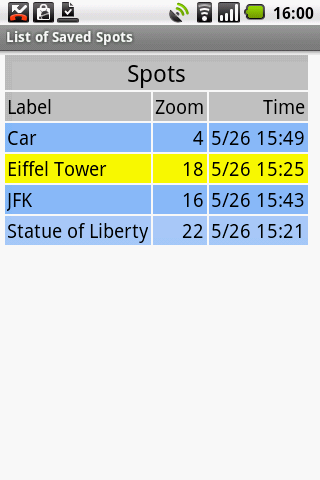 16:00
List of Saved Spots
Spots
Label Zoom Time
Car 4 5/26 15:49
Eiffel Tower 18 5/26 15:25
JFK 16 5/26 15:43
Statue of Liberty 22 5/26 15:21